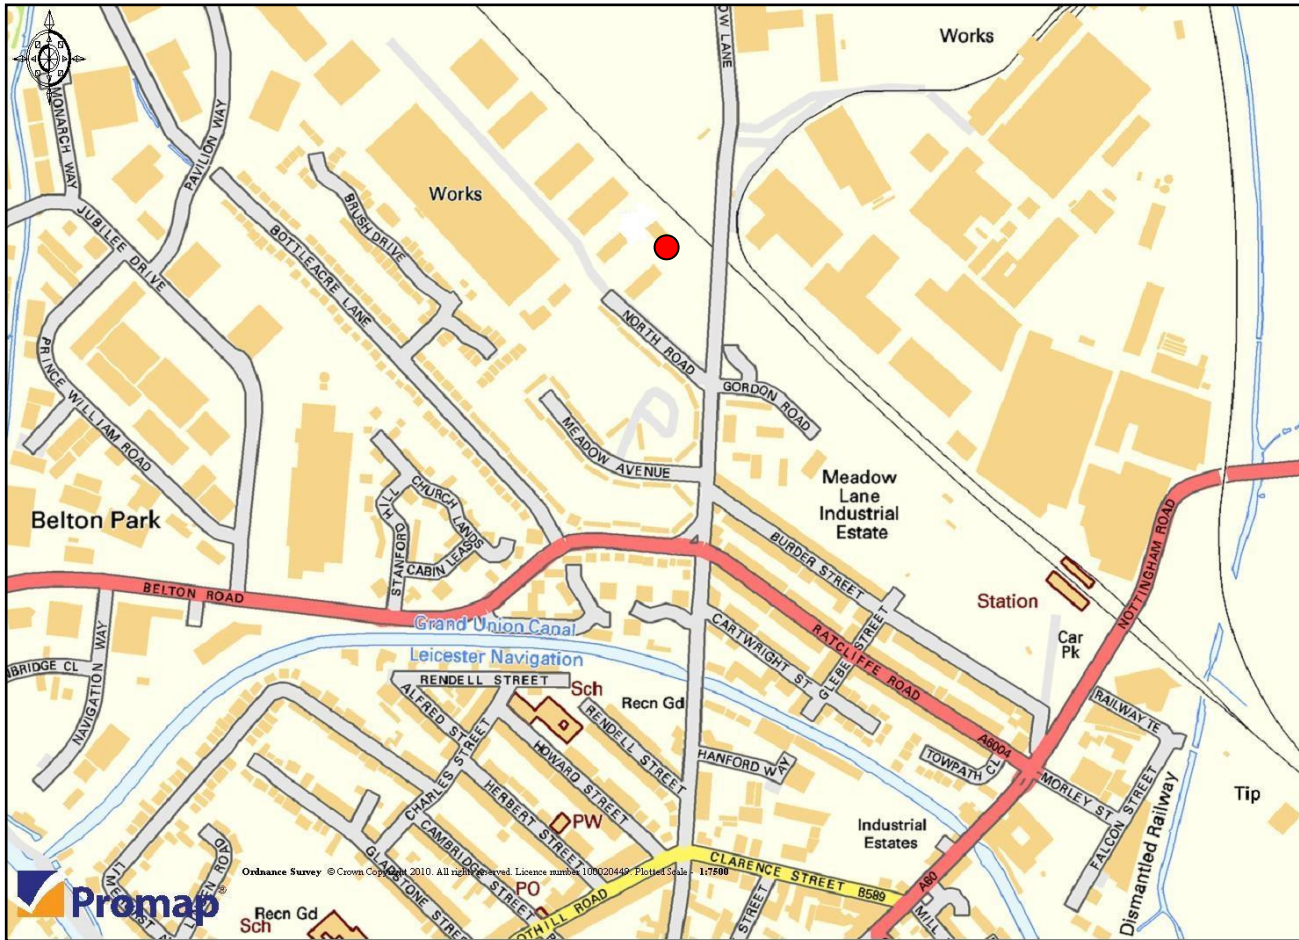 OW LANE
Works
MONARCH WAY
PAVILION WAY
Works
BRUSH DRIVE
JUBILEE DRIVE
BOTTLEACRE LANE
PRINCE WILLIAM ROAD
NORTH ROAD
GORDON ROAD
MEADOW AVENUE
Meadow
Lane
Industrial
Estate
CHURCH LANDS
STANFORD HILL
CABIN LEAS
Belton Park
BURDER STREET
NOTTINGHAM ROAD
Station
BELTON ROAD
Grand Union Canal
Leicester Navigation
CARTWRIGHT ST
GLEBE STREET
RATCLIFFE ROAD
A6004
Car
Pk
NBRIDGE CL
NAVIGATION WAY
RENDELL STREET
Sch
Recn Gd
ALFRED ST
CHARLES STREET
HOWARD STREET
RENDELL STREET
HANFORD WAY
TOWPATH CL
RAILWAY TE
MORLEY ST
FALCON STREET
Dismantled Railway
Tip
HERBERT STREET
PW
CAMBRIDGE STREET
GLADSTONE STREET
Industrial
Estates
CLARENCE STREET B589
A60
MILL
STREET
PO
OTHILL ROAD
Ordnance Survey © Crown Copyright 2010. All rights reserved. Licence number 100020449. Plotted Scale - 1:7500
Promap
Recn Gd
Sch